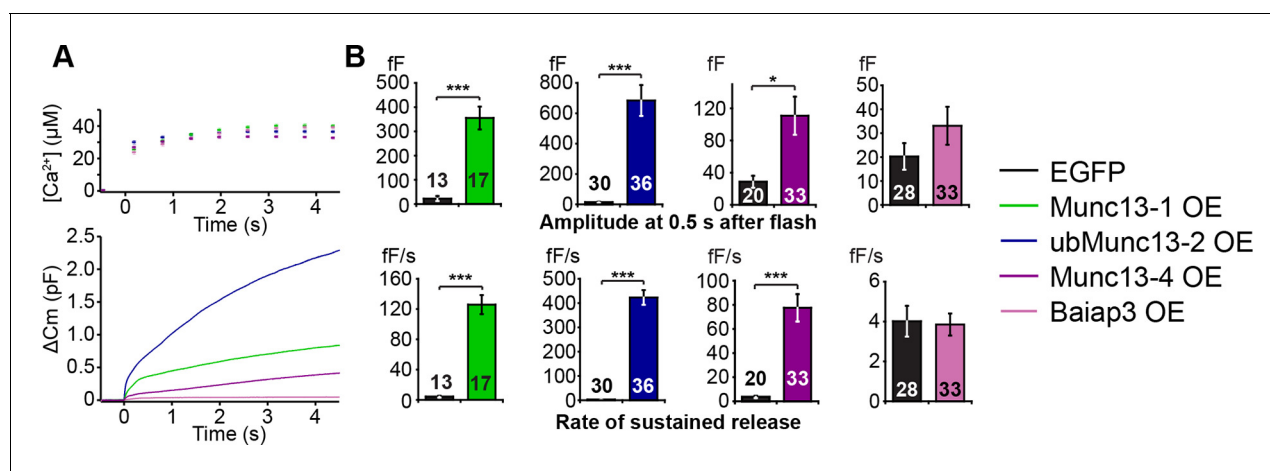 A
B
[Ca²⁺] (μM)
40
20
0
0 1 2 3 4
Time (s)
ΔCm (pF)
2.5
2.0
1.5
1.0
0.5
0
0 1 2 3 4
Time (s)
fF
500
400
300
200
100
0
***
13 17
fF
800
600
400
200
0
***
30 36
fF
120
80
40
0
*
20 33
fF
50
40
30
20
10
0
28 33
Amplitude at 0.5 s after flash
fF/s
160
120
80
40
0
***
13 17
fF/s
500
400
300
200
100
0
***
30 36
fF/s
100
80
60
40
20
0
***
20 33
fF/s
6
4
2
0
28 33
Rate of sustained release
EGFP
Munc13-1 OE
ubMunc13-2 OE
Munc13-4 OE
Baiap3 OE